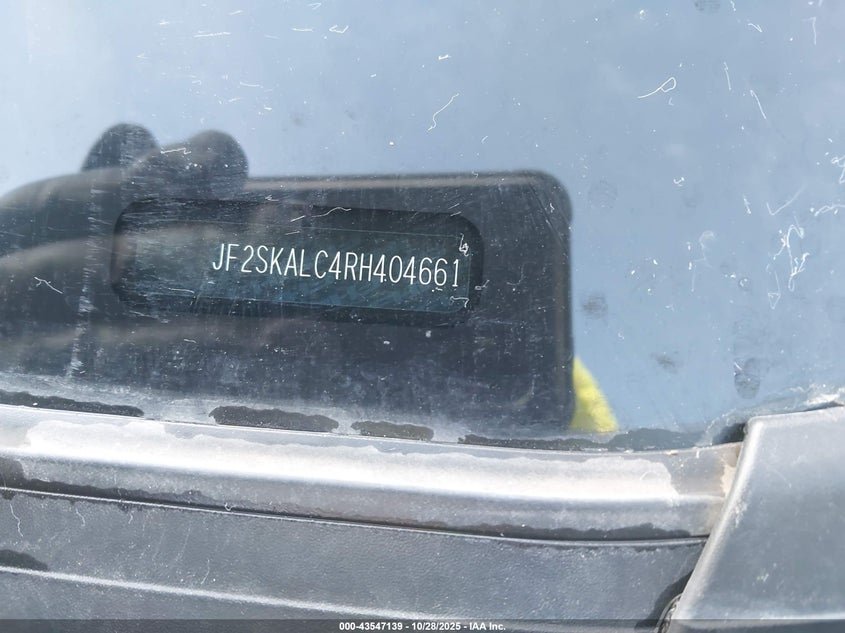 JF2SKALC4RH404661
000-43547139 - 10/28/2025 - IAA Inc.